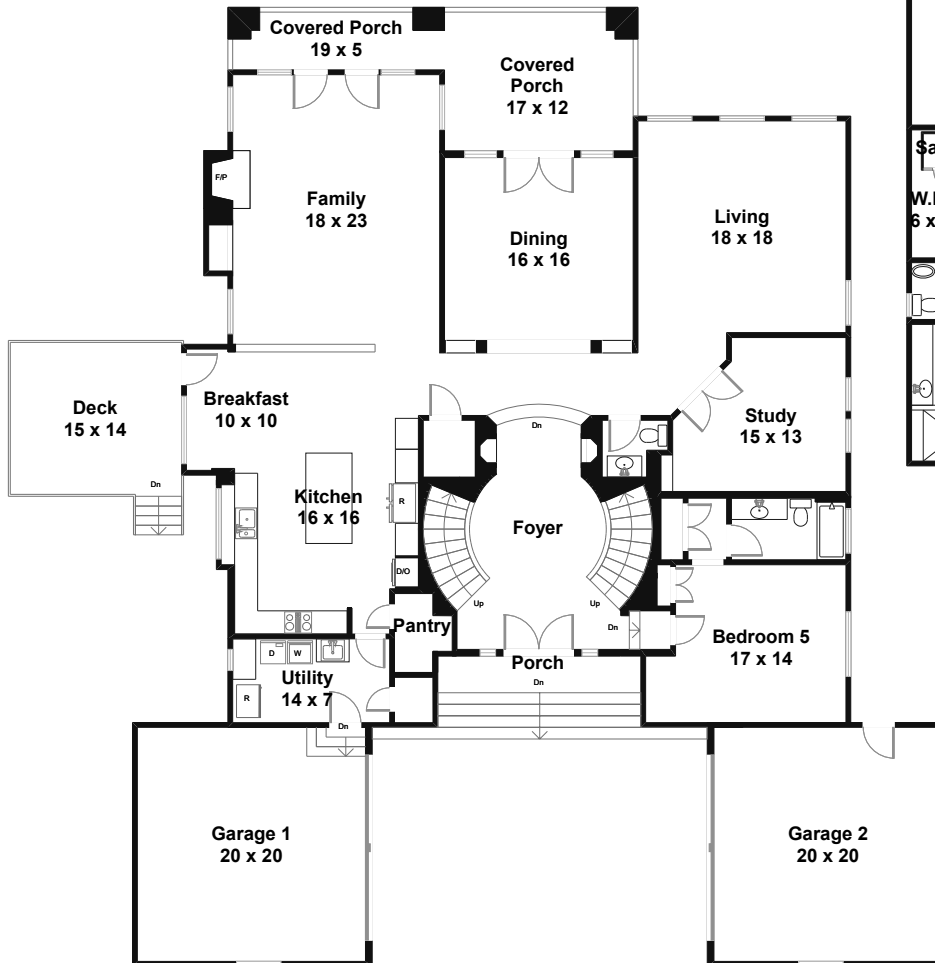 Covered Porch
19 x 5
Covered
Porch
17 x 12
F/P
Family
18 x 23
Dining
16 x 16
Living
18 x 18
Deck
15 x 14
Dn
Breakfast
10 x 10
Dn
Study
15 x 13
Kitchen
16 x 16
R
D/O
Foyer
Up
Up
Dn
Pantry
Porch
Dn
Bedroom 5
17 x 14
D
W
Utility
14 x 7
R
Dn
Garage 1
20 x 20
Garage 2
20 x 20